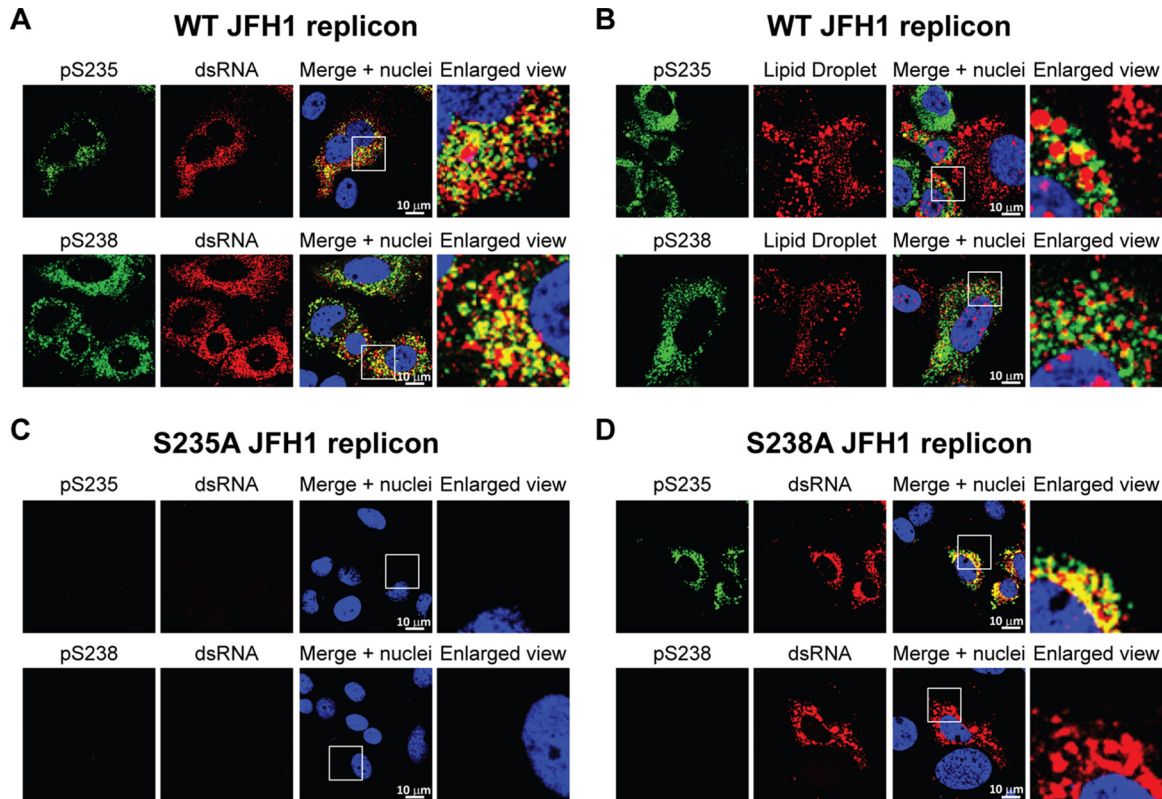 A
WT JFH1 replicon
pS235 dsRNA Merge + nuclei Enlarged view
10 µm
pS238 dsRNA Merge + nuclei Enlarged view
10 µm
B
WT JFH1 replicon
pS235 Lipid Droplet Merge + nuclei Enlarged view
10 µm
pS238 Lipid Droplet Merge + nuclei Enlarged view
10 µm
C
S235A JFH1 replicon
pS235 dsRNA Merge + nuclei Enlarged view
10 µm
pS238 dsRNA Merge + nuclei Enlarged view
10 µm
D
S238A JFH1 replicon
pS235 dsRNA Merge + nuclei Enlarged view
10 µm
pS238 dsRNA Merge + nuclei Enlarged view
10 µm